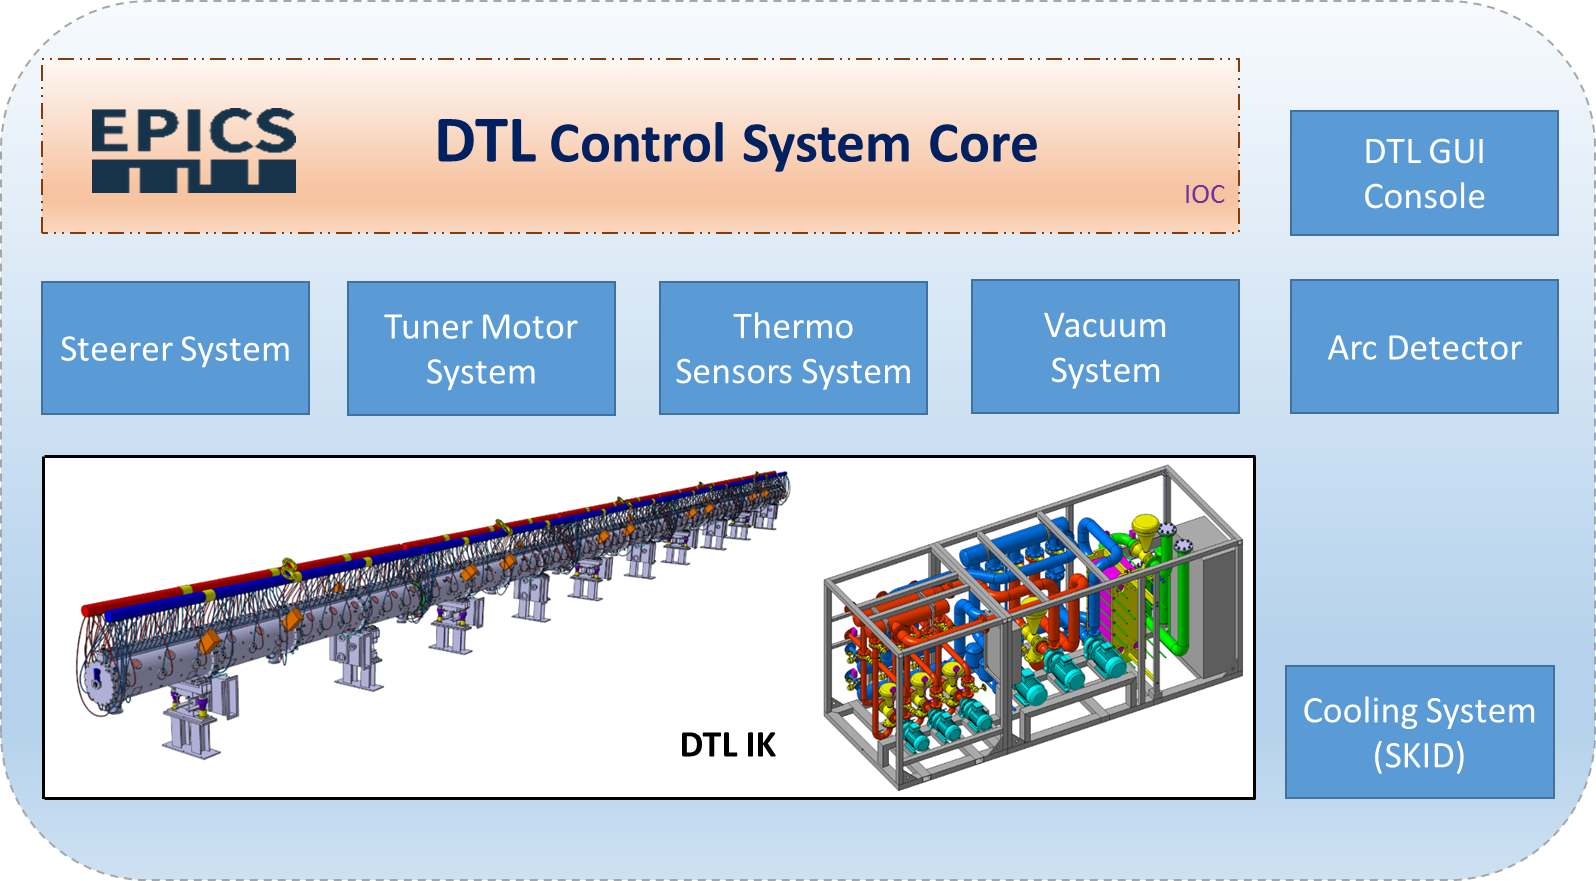 EPICS
DTL Control System Core
IOC
DTL GUI
Console
Steerer System
Tuner Motor
System
Thermo
Sensors System
Vacuum
System
Arc Detector
DTL IK
Cooling System
(SKID)